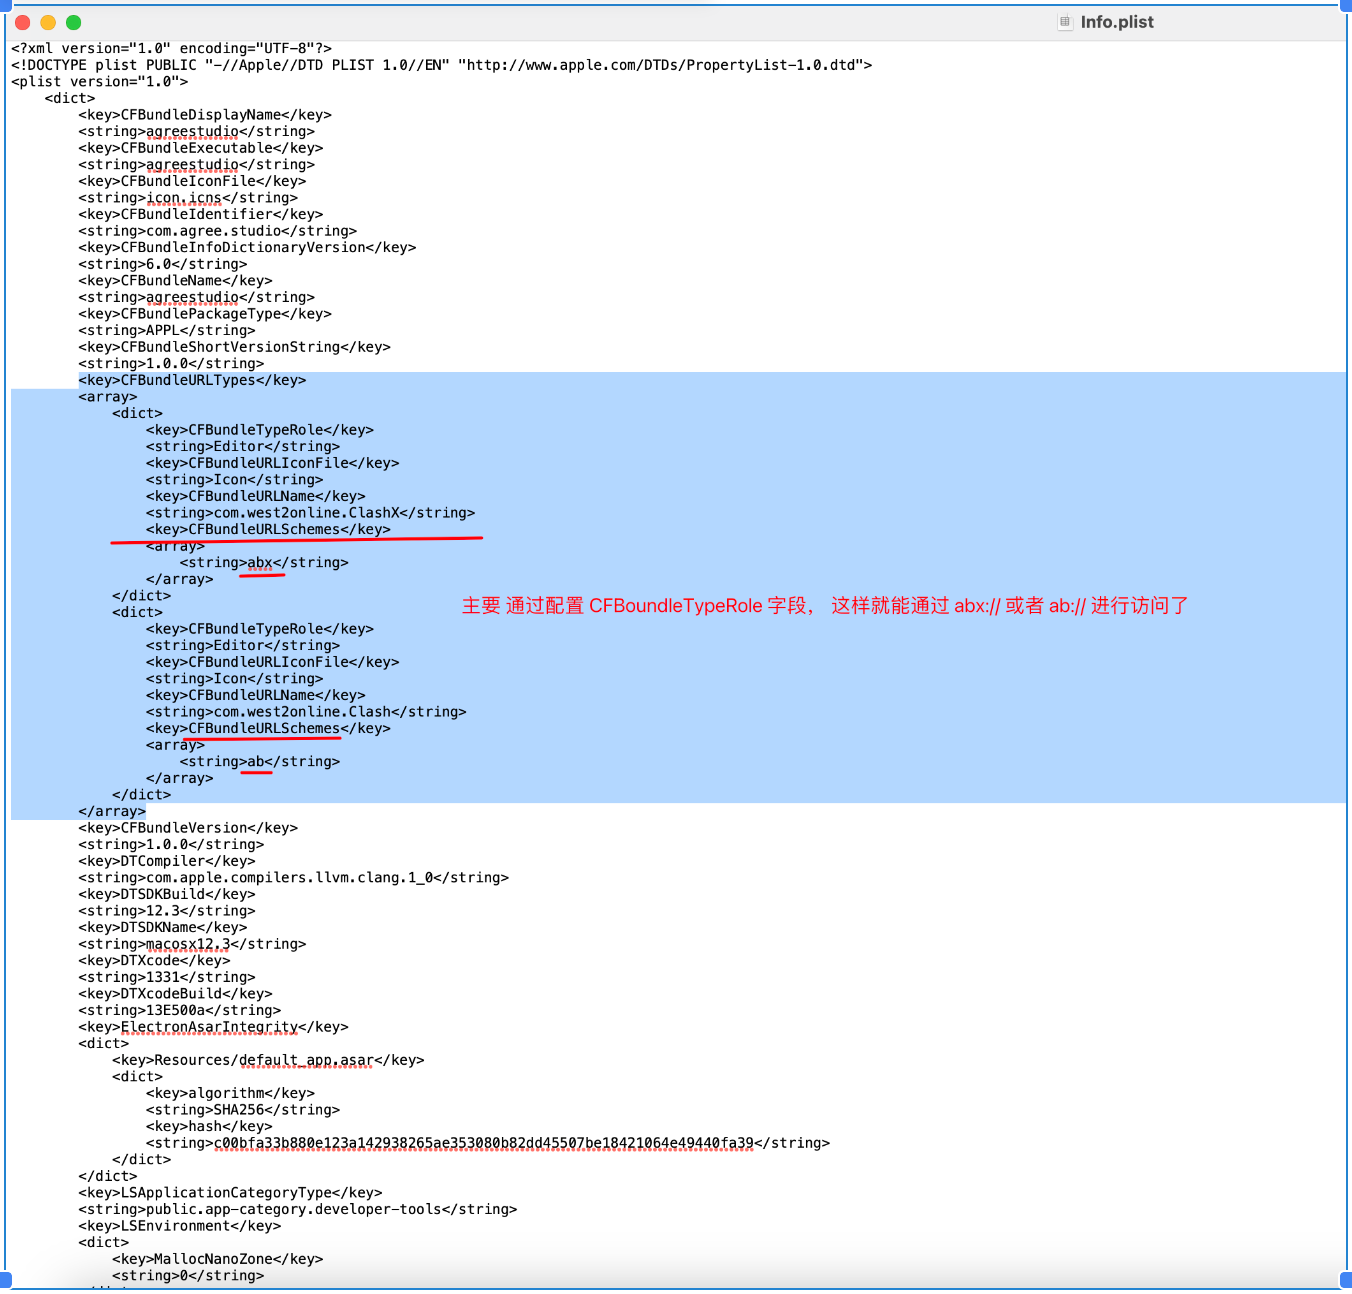 Info.plist
<?xml version="1.0" encoding="UTF-8"?>
<!DOCTYPE plist PUBLIC "-//Apple//DTD PLIST 1.0//EN" "http://www.apple.com/DTDs/PropertyList-1.0.dtd">
<plist version="1.0">
<dict>
<key>CFBundleDisplayName</key>
<string>agreestudio</string>
<key>CFBundleExecutable</key>
<string>agreestudio</string>
<key>CFBundleIconFile</key>
<string>icon.icns</string>
<key>CFBundleIdentifier</key>
<string>com.agree.studio</string>
<key>CFBundleInfoDictionaryVersion</key>
<string>6.0</string>
<key>CFBundleName</key>
<string>agreestudio</string>
<key>CFBundlePackageType</key>
<string>APPL</string>
<key>CFBundleShortVersionString</key>
<string>1.0.0</string>
<key>CFBundleURLTypes</key>
<array>
<dict>
<key>CFBundleTypeRole</key>
<string>Editor</string>
<key>CFBundleURLIconFile</key>
<string>Icon</string>
<key>CFBundleURLName</key>
<string>com.west2online.ClashX</string>
<key>CFBundleURLSchemes</key>
<array>
<string>abx</string>
</array>
</dict>
主要 通过配置 CFBoundleTypeRole 字段， 这样就能通过 abx:// 或者 ab:// 进行访问了
<dict>
<key>CFBundleTypeRole</key>
<string>Editor</string>
<key>CFBundleURLIconFile</key>
<string>Icon</string>
<key>CFBundleURLName</key>
<string>com.west2online.Clash</string>
<key>CFBundleURLSchemes</key>
<array>
<string>ab</string>
</array>
</dict>
</array>
<key>CFBundleVersion</key>
<string>1.0.0</string>
<key>DTCompiler</key>
<string>com.apple.compilers.llvm.clang.1_0</string>
<key>DTSDKBuild</key>
<string>12.3</string>
<key>DTSDKName</key>
<string>macosx12.3</string>
<key>DTXcode</key>
<string>1331</string>
<key>DTXcodeBuild</key>
<string>13E500a</string>
<key>ElectronAsarIntegrity</key>
<dict>
<key>Resources/default_app.asar</key>
<dict>
<key>algorithm</key>
<string>SHA256</string>
<key>hash</key>
<string>c00bfa33b880e123a142938265ae353080b82dd45507be18421064e49440fa39</string>
</dict>
</dict>
<key>LSApplicationCategoryType</key>
<string>public.app-category.developer-tools</string>
<key>LSEnvironment</key>
<dict>
<key>MallocNanoZone</key>
<string>0</string>